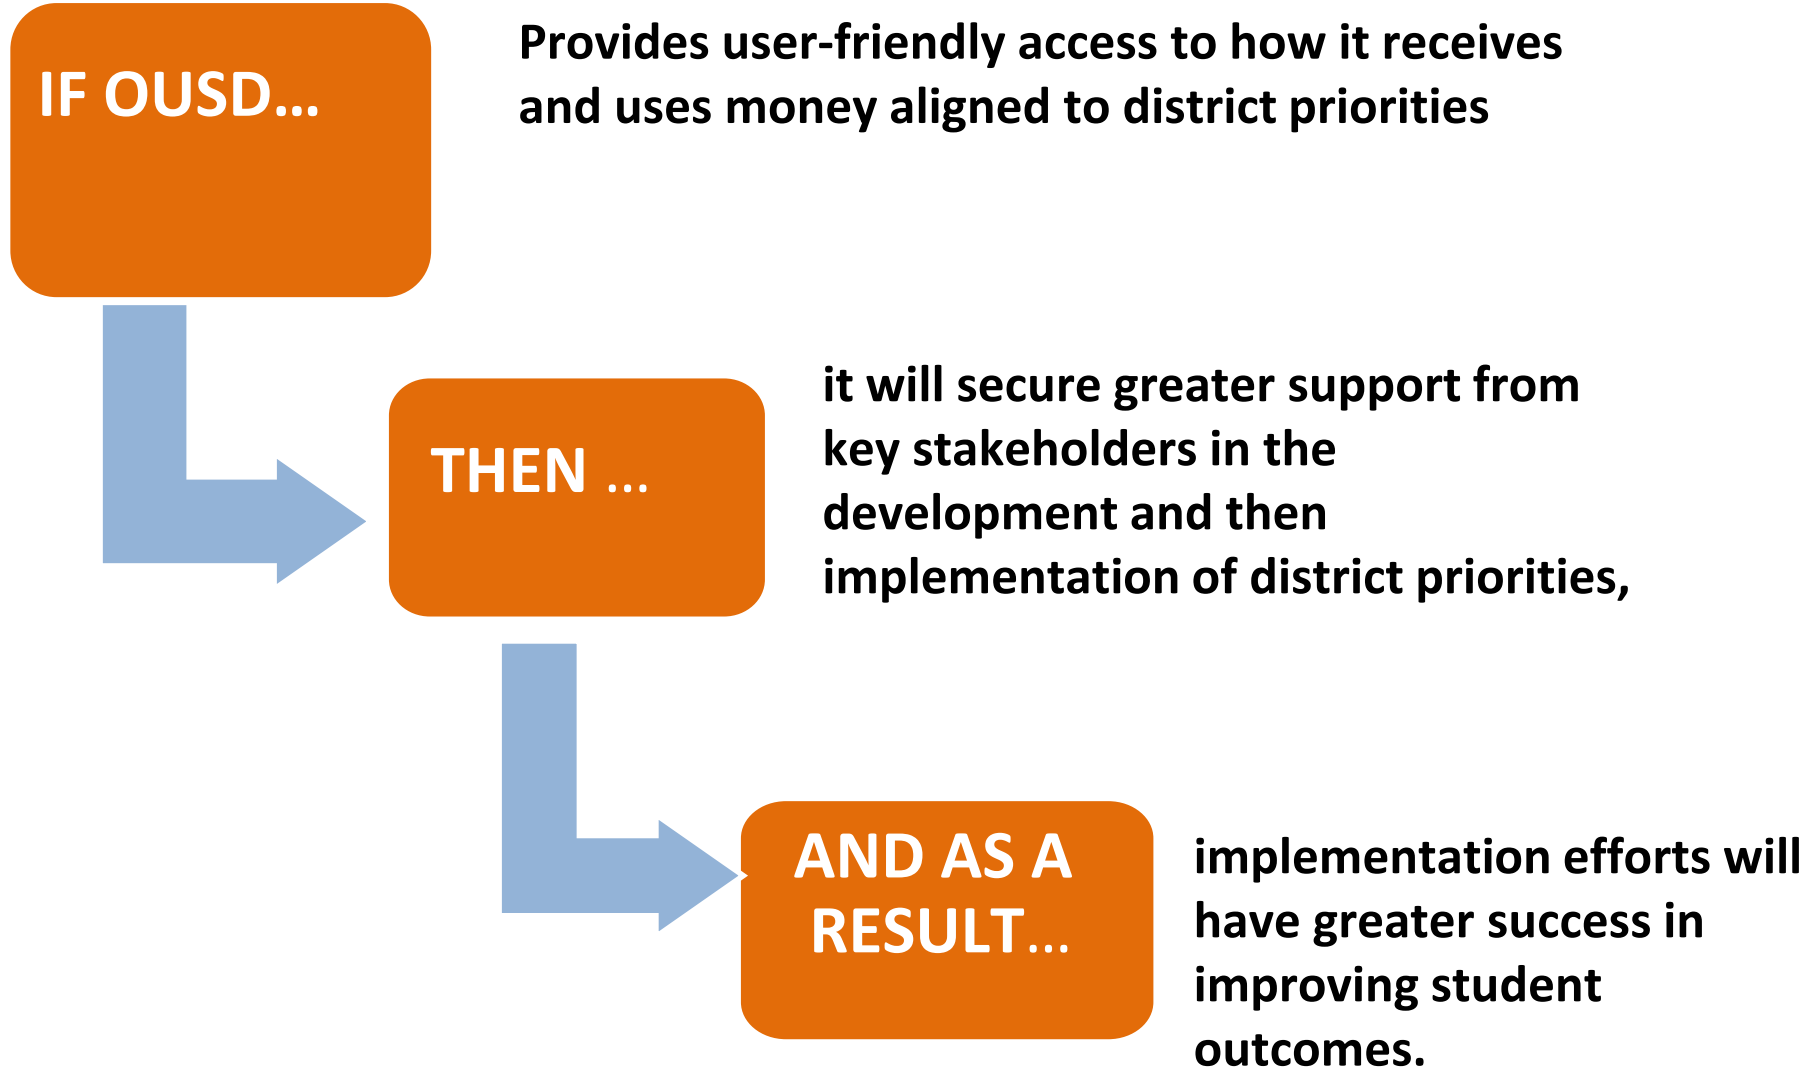 IF OUSD...
Provides user-friendly access to how it receives
and uses money aligned to district priorities
THEN ...
it will secure greater support from
key stakeholders in the
development and then
implementation of district priorities,
AND AS A
RESULT...
implementation efforts will
have greater success in
improving student
outcomes.